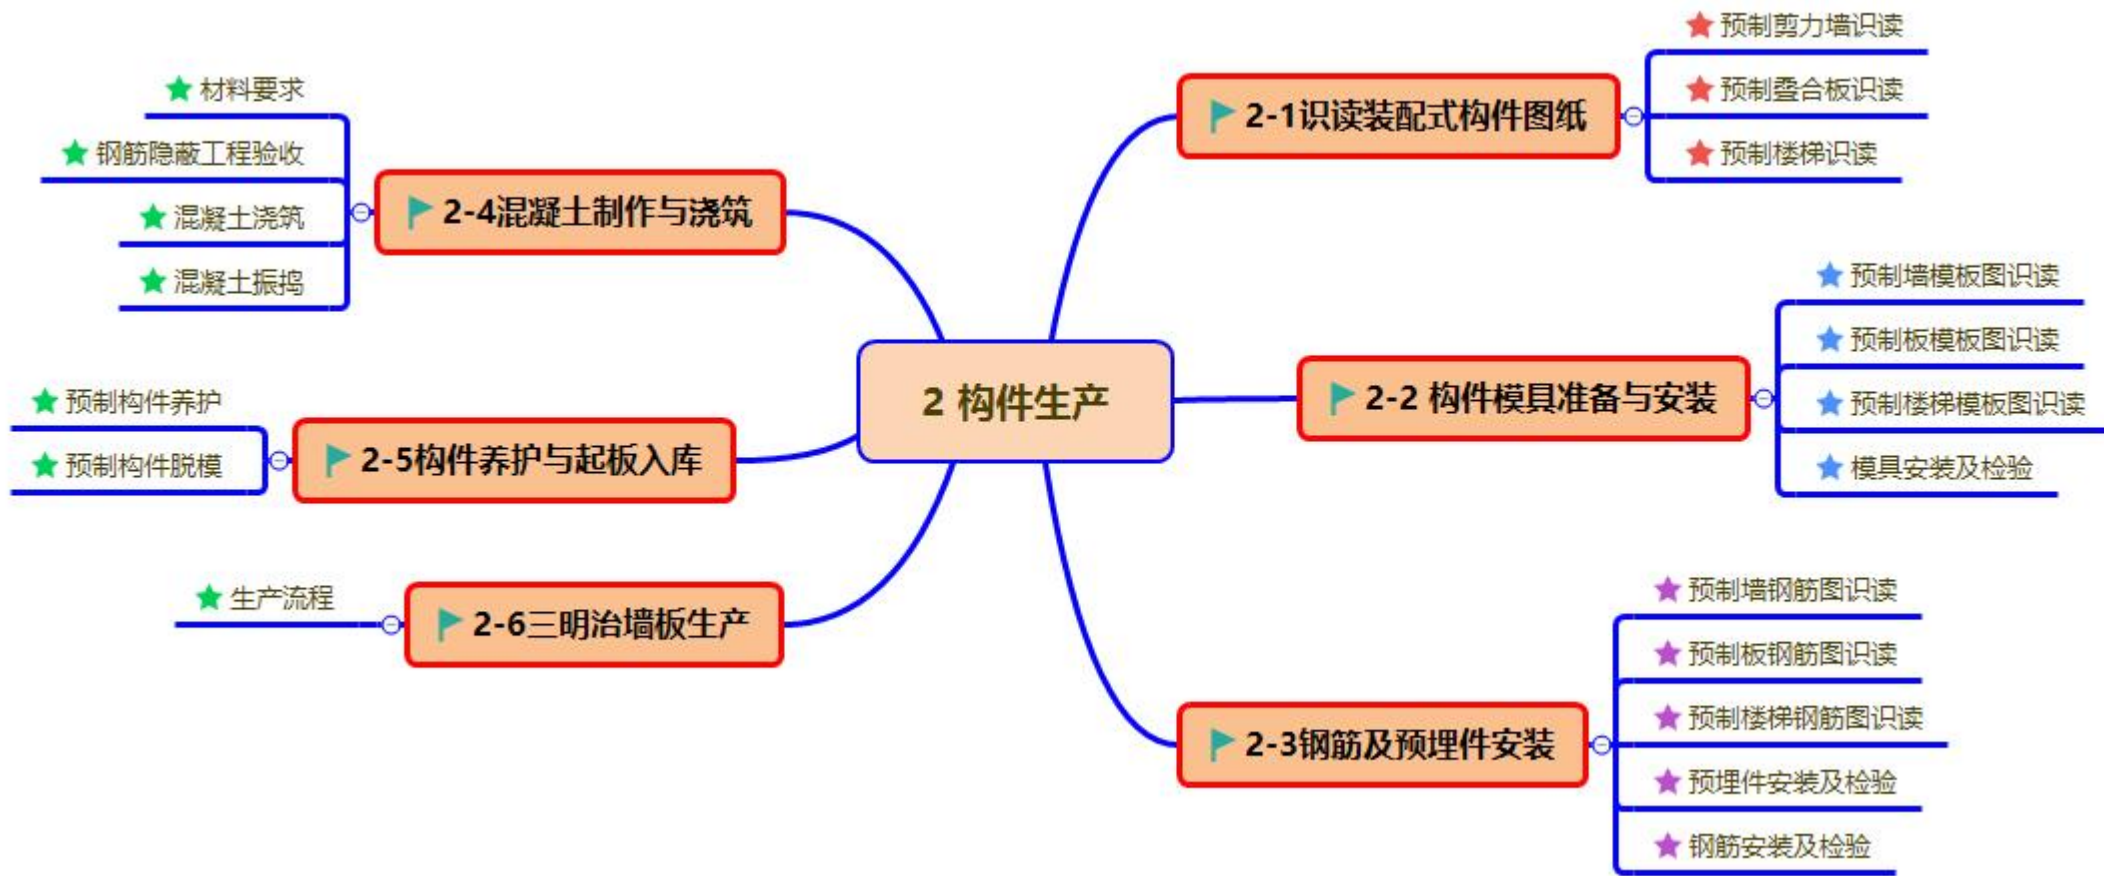 2 构件生产
2-1识读装配式构件图纸
预制剪力墙识读
预制叠合板识读
预制楼梯识读
2-2 构件模具准备与安装
预制墙模板图识读
预制板模板图识读
预制楼梯模板图识读
模具安装及检验
2-3钢筋及预埋件安装
预制墙钢筋图识读
预制板钢筋图识读
预制楼梯钢筋图识读
预埋件安装及检验
钢筋安装及检验
2-4混凝土制作与浇筑
材料要求
钢筋隐蔽工程验收
混凝土浇筑
混凝土振捣
2-5构件养护与起板入库
预制构件养护
预制构件脱模
2-6三明治墙板生产
生产流程